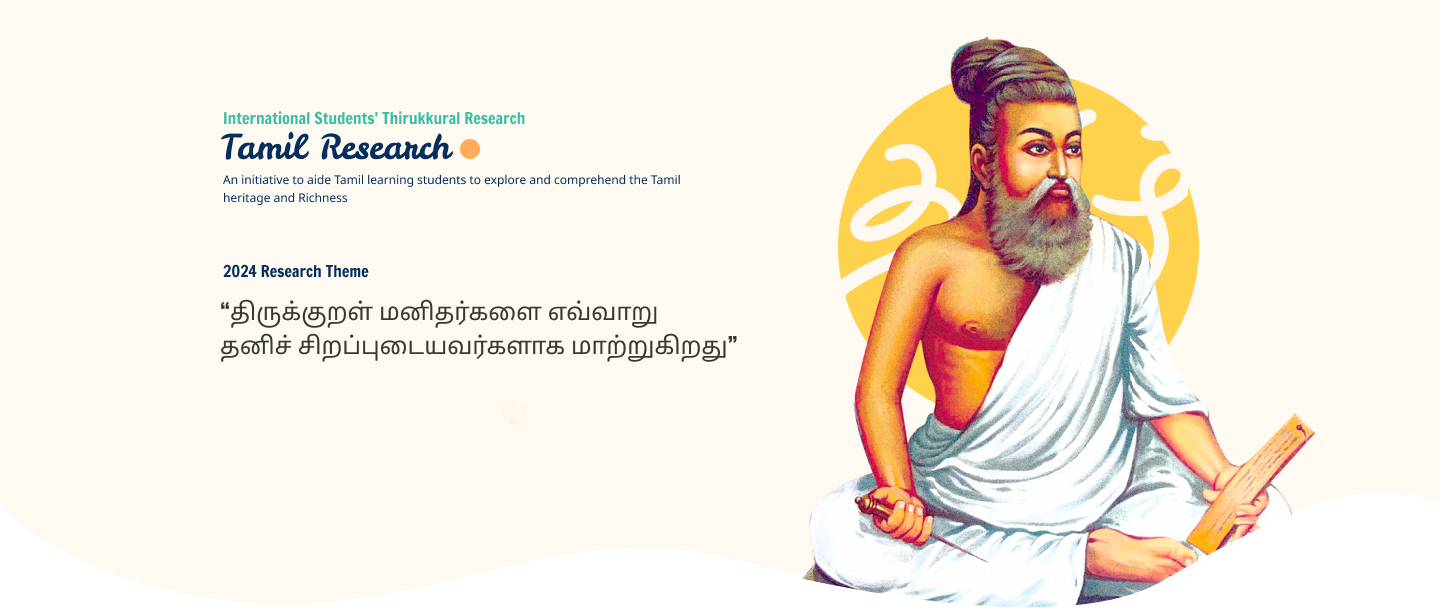 International Students' Thirukkural Research
Tamil Research
An initiative to aide Tamil learning students to explore and comprehend the Tamil
heritage and Richness
2024 Research Theme
“திருக்குறள் மனிதர்களை எவ்வாறு
தனிச் சிறப்புடையவர்களாக மாற்றுகிறது”